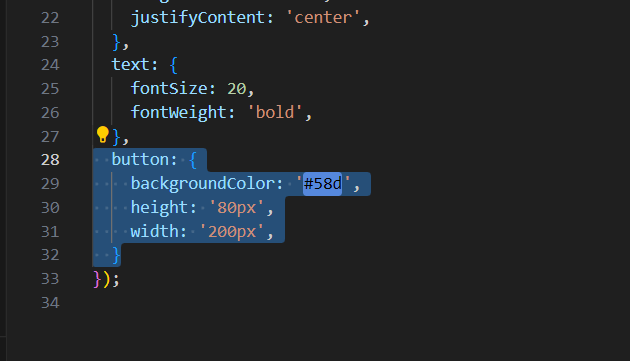 22 justifyContent: 'center',
23 },
24 text: {
25 fontSize: 20,
26 fontWeight: 'bold',
27 },
28 button: {
29 backgroundColor: '#58d',
30 height: '80px',
31 width: '200px',
32 }
33 });
34